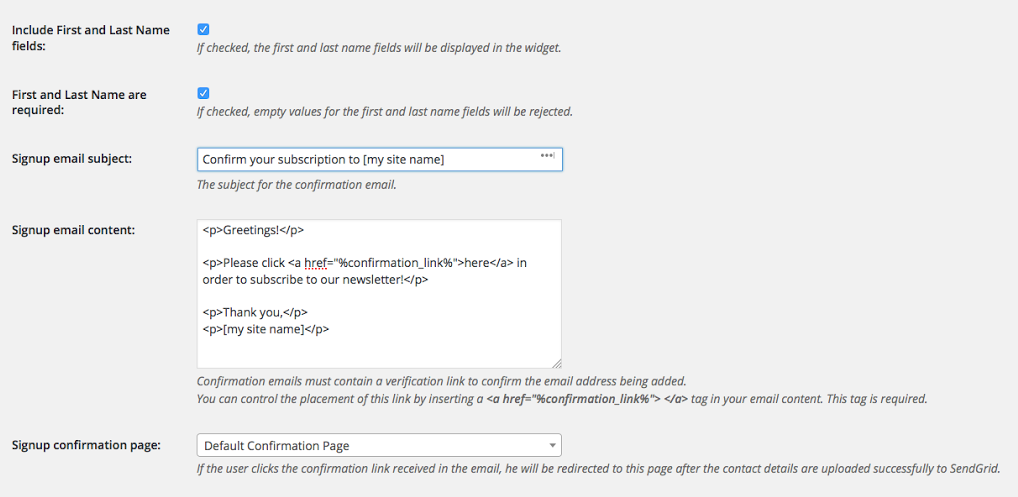 Include First and Last Name
fields:
If checked, the first and last name fields will be displayed in the widget.
First and Last Name are
required:
If checked, empty values for the first and last name fields will be rejected.
Signup email subject:
Confirm your subscription to [my site name]
The subject for the confirmation email.
Signup email content:
<p>Greetings!</p>
<p>Please click <a href="%confirmation_link%">here</a> in
order to subscribe to our newsletter!</p>
<p>Thank you,</p>
<p>[my site name]</p>
Confirmation emails must contain a verification link to confirm the email address being added.
You can control the placement of this link by inserting a <a href="%confirmation_link%"> </a> tag in your email content. This tag is required.
Signup confirmation page:
Default Confirmation Page
If the user clicks the confirmation link received in the email, he will be redirected to this page after the contact details are uploaded successfully to SendGrid.